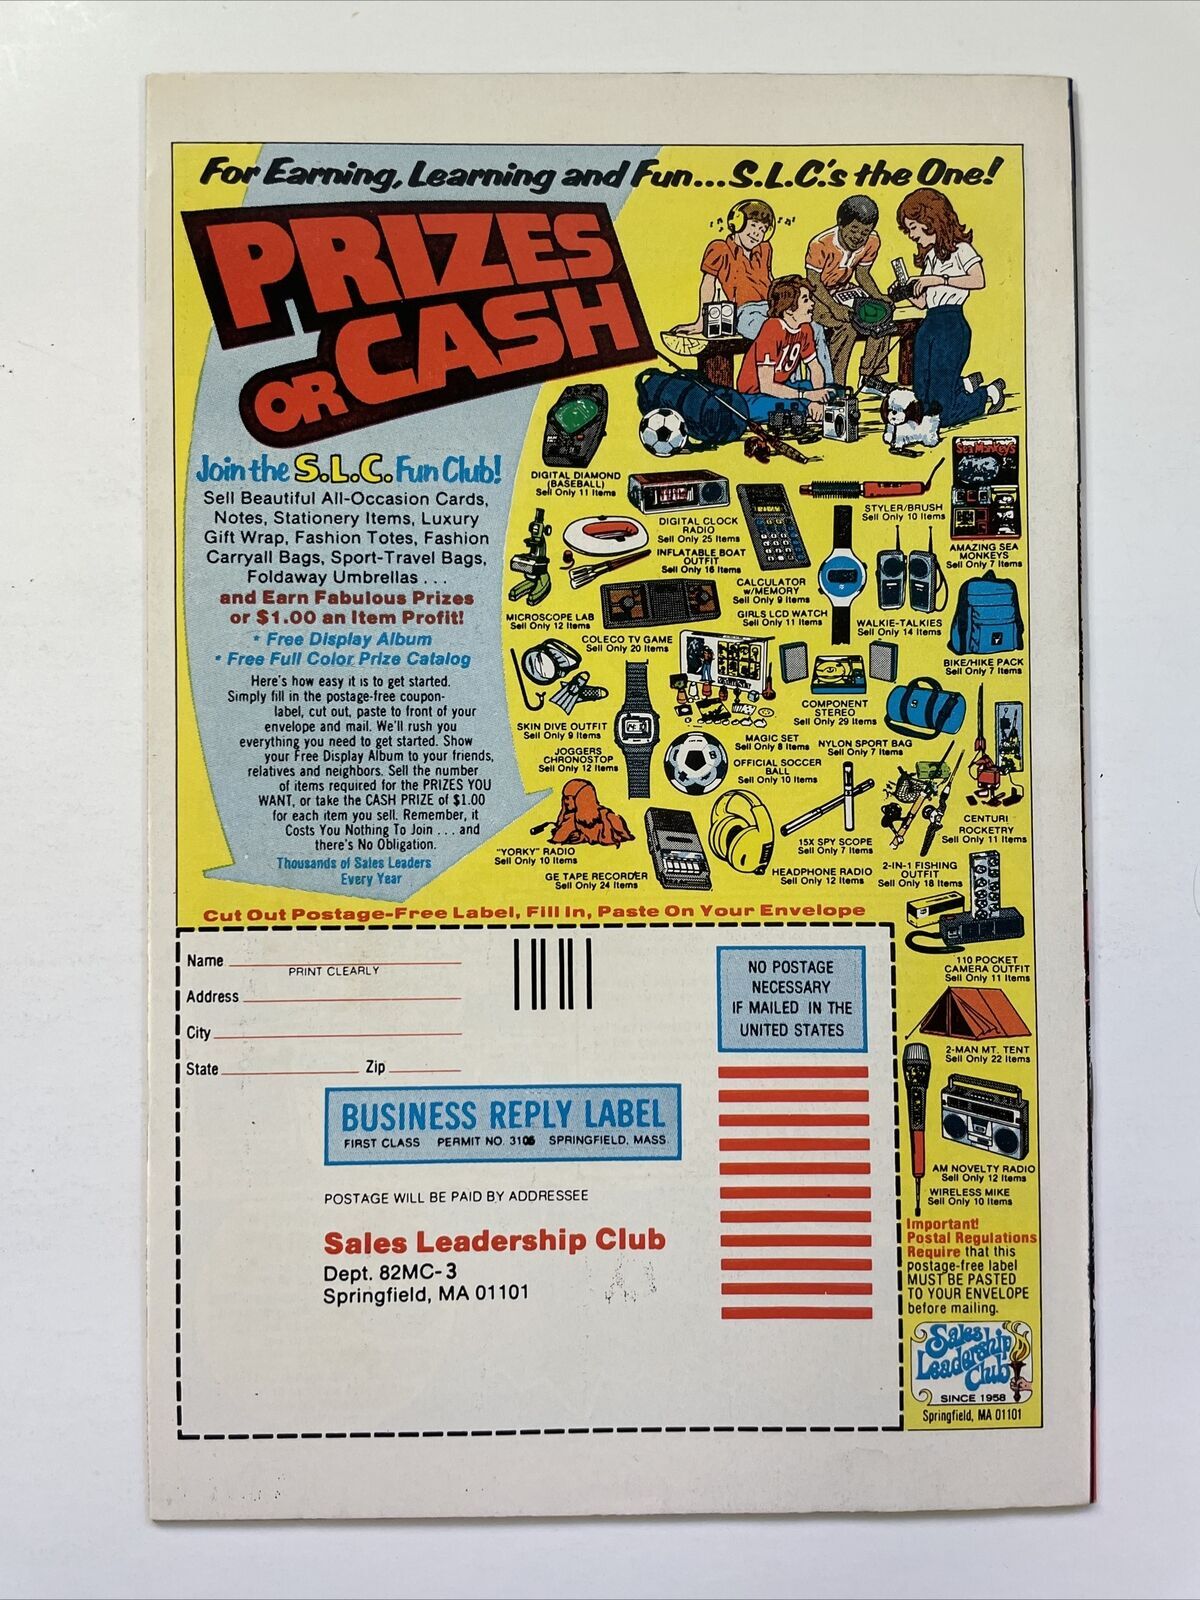 For Earning, Learning and Fun...S.L.C.'s the One!
PRIZES
OR CASH
Join the S.L.C. Fun Club!
Sell Beautiful All-Occasion Cards,
Notes, Stationery Items, Luxury
Gift Wrap, Fashion Totes, Fashion
Carryall Bags, Sport-Travel Bags,
Foldaway Umbrellas . . .
and Earn Fabulous Prizes
or $1.00 an Item Profit!
* Free Display Album
• Free Full Color Prize Catalog
Here's how easy it is to get started.
Simply fill in the postage-free coupon-
label, cut out, paste to front of your
envelope and mail. We'll rush you
everything you need to get started. Show
your Free Display Album to your friends,
relatives and neighbors. Sell the number
of items required for the PRIZES YOU
WANT, or take the CASH PRIZE of $1.00
for each item you sell. Remember, it
Costs You Nothing To Join . . . and
there's No Obligation.
Thousands of Sales Leaders
Every Year
19
DIGITAL DIAMOND
(BASEBALL)
Sell Only 11 Items
DIGITAL CLOCK
RADIO
Sell Only 25 Items
STYLER/BRUSH
Sell Only 10 Items
Sea Monkeys
AMAZING SEA
MONKEYS
Sell Only 7 Items
INFLATABLE BOAT
OUTFIT
Sell Only 16 Items
CALCULATOR
w/MEMORY
Sell Only 9 Items
MICROSCOPE LAB
Sell Only 12 Items
GIRLS LCD WATCH
Sell Only 11 Items
WALKIE-TALKIES
Sell Only 14 Items
COLECO TV GAME
Sell Only 20 Items
BIKE/HIKE PACK
Sell Only 7 Items
COMPONENT
STEREO
Sell Only 29 Items
SKIN DIVE OUTFIT
Sell Only 9 Items
MAGIC SET
Sell Only 8 Items
NYLON SPORT BAG
Sell Only 7 Items
JOGGERS
CHRONOSTOP
Sell Only 12 Items
OFFICIAL SOCCER
BALL
Sell Only 10 Items
CENTURI
ROCKETRY
Sell Only 11 Items
"YORKY" RADIO
Sell Only 10 Items
15X SPY SCOPE
Sell Only 7 Items
GE TAPE RECORDER
Sell Only 24 Items
HEADPHONE RADIO
Sell Only 12 Items
2-IN-1 FISHING
OUTFIT
Sell Only 18 Items
110 POCKET
CAMERA OUTFIT
Sell Only 11 Items
2-MAN MT. TENT
Sell Only 22 Items
AM NOVELTY RADIO
Sell Only 12 Items
WIRELESS MIKE
Sell Only 10 Items
Important!
Postal Regulations
Require that this
postage-free label
MUST BE PASTED
TO YOUR ENVELOPE
before mailing.
Sales
Leadership
Club
SINCE 1958
Springfield, MA 01101
Cut Out Postage-Free Label, Fill In, Paste On Your Envelope
Name
PRINT CLEARLY
Address
City
State Zip
NO POSTAGE
NECESSARY
IF MAILED IN THE
UNITED STATES
BUSINESS REPLY LABEL
FIRST CLASS PERMIT NO. 3106 SPRINGFIELD, MASS.
POSTAGE WILL BE PAID BY ADDRESSEE
Sales Leadership Club
Dept. 82MC-3
Springfield, MA 01101